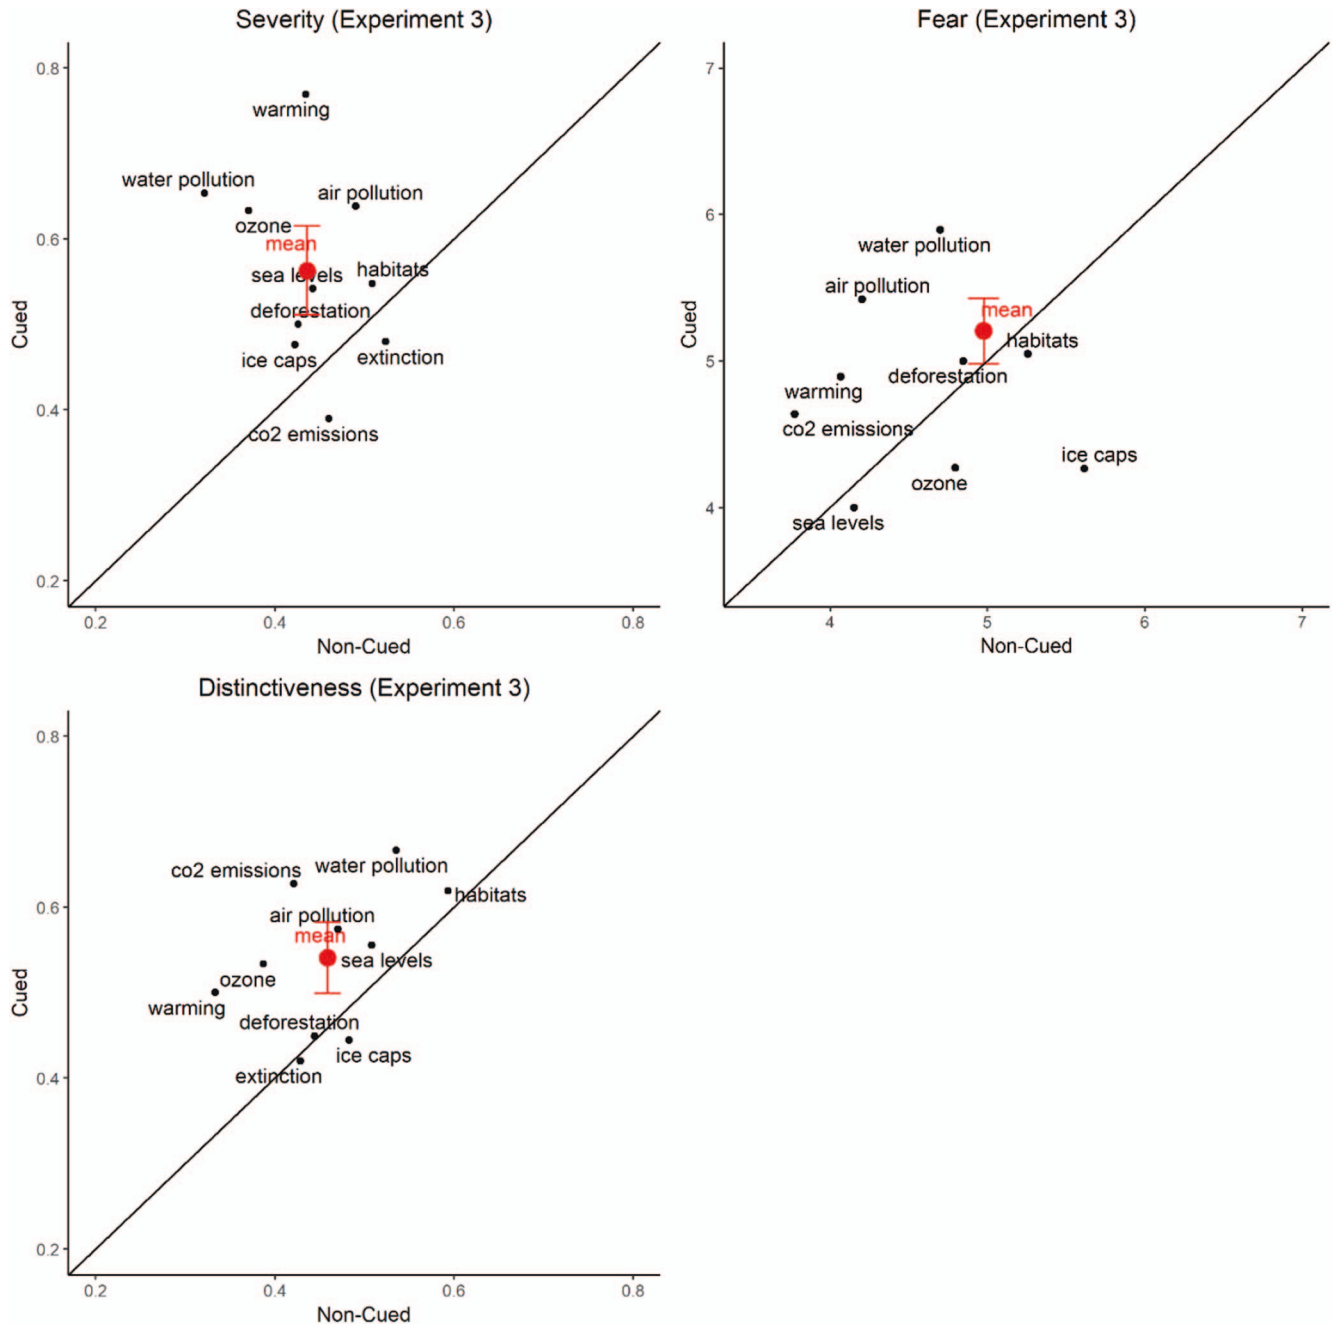 Severity (Experiment 3)
0.8
warming
water pollution
air pollution
ozone
0.6
mean
sea levels
habitats
deforestation
ice caps
extinction
0.4
co2 emissions
0.2
0.2
0.4
0.6
0.8
Cued
Non-Cued
Fear (Experiment 3)
7
6
water pollution
air pollution
mean
habitats
5
deforestation
warming
co2 emissions
ice caps
ozone
4
sea levels
4
5
6
7
Cued
Non-Cued
Distinctiveness (Experiment 3)
0.8
co2 emissions
water pollution
habitats
0.6
air pollution
mean
sea levels
ozone
warming
deforestation
ice caps
extinction
0.4
0.2
0.2
0.4
0.6
0.8
Cued
Non-Cued